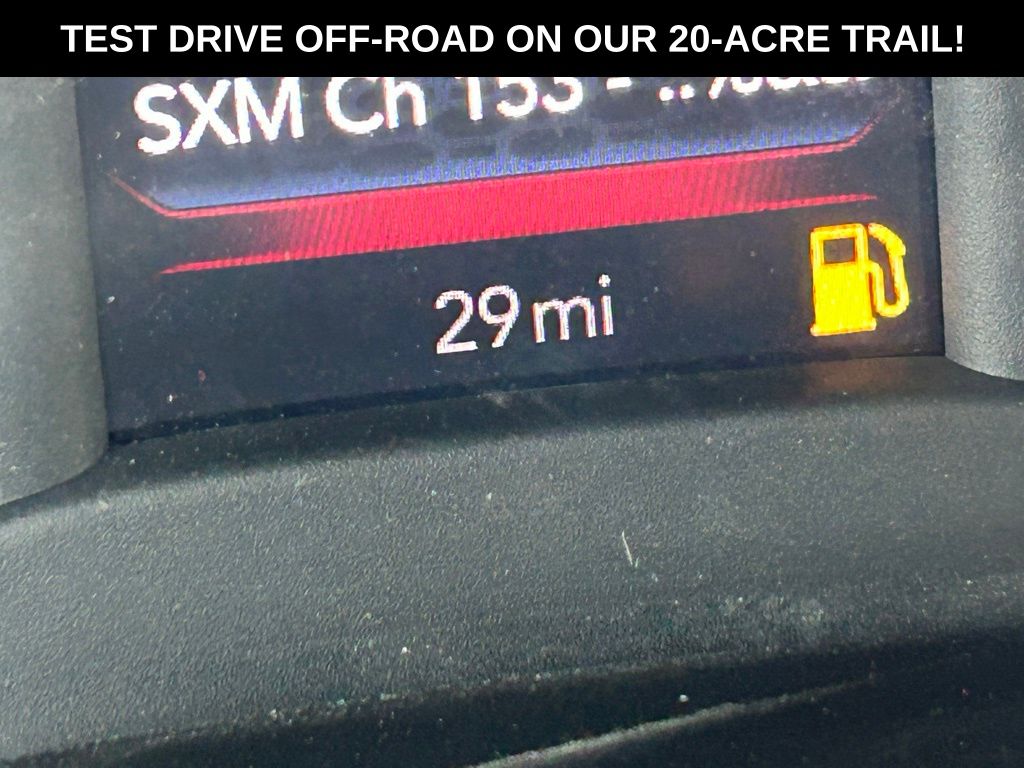 TEST DRIVE OFF-ROAD ON OUR 20-ACRE TRAIL!
SXM Ch 153 -
29 mi